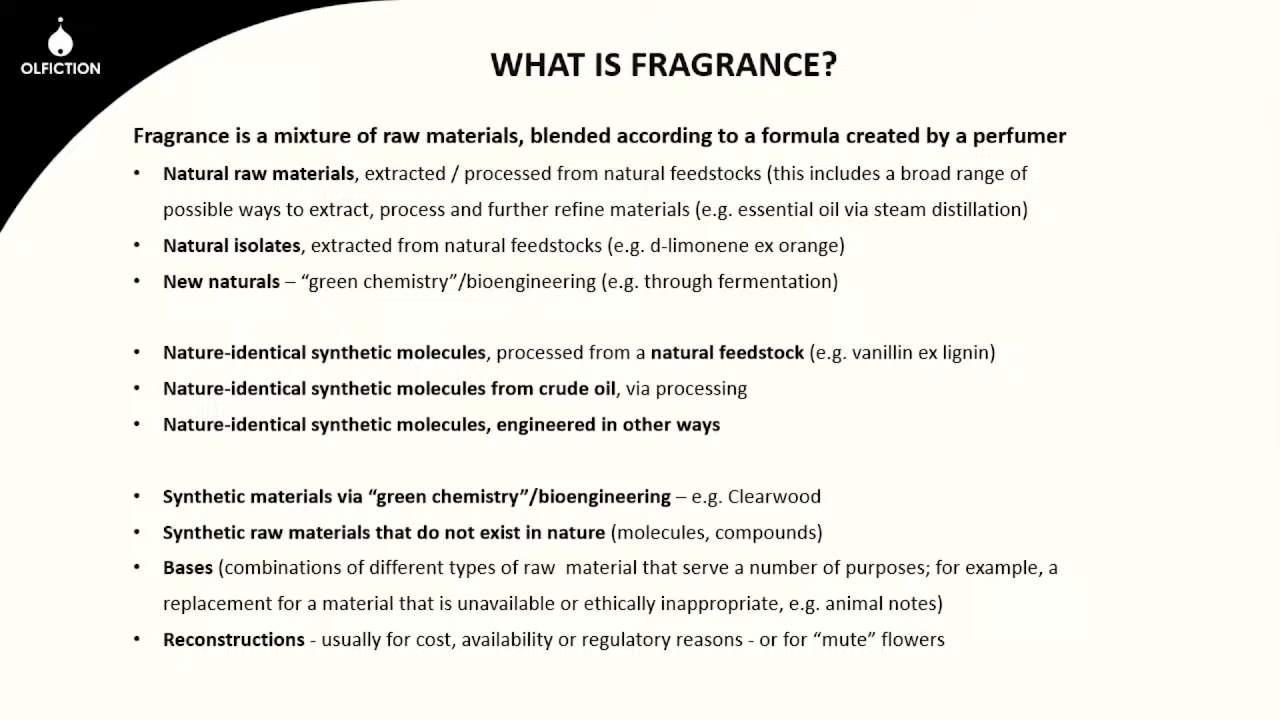 OLFICTION
WHAT IS FRAGRANCE?
Fragrance is a mixture of raw materials, blended according to a formula created by a perfumer
• Natural raw materials, extracted / processed from natural feedstocks (this includes a broad range of
possible ways to extract, process and further refine materials (e.g. essential oil via steam distillation)
• Natural isolates, extracted from natural feedstocks (e.g. d-limonene ex orange)
• New naturals – “green chemistry”/bioengineering (e.g. through fermentation)
• Nature-identical synthetic molecules, processed from a natural feedstock (e.g. vanillin ex lignin)
• Nature-identical synthetic molecules from crude oil, via processing
• Nature-identical synthetic molecules, engineered in other ways
• Synthetic materials via “green chemistry”/bioengineering – e.g. Clearwood
• Synthetic raw materials that do not exist in nature (molecules, compounds)
• Bases (combinations of different types of raw  material that serve a number of purposes; for example, a
replacement for a material that is unavailable or ethically inappropriate, e.g. animal notes)
• Reconstructions - usually for cost, availability or regulatory reasons - or for “mute” flowers